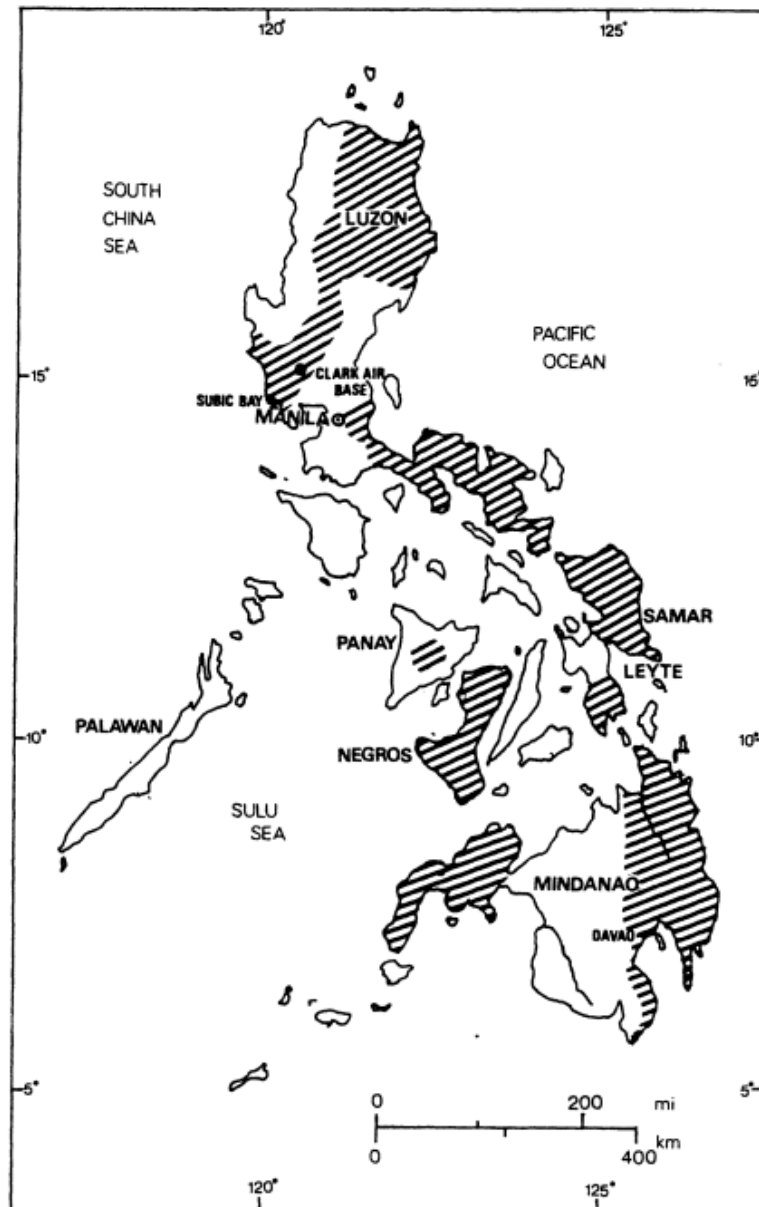 120°
125°
SOUTH
CHINA
SEA
LUZON
PACIFIC
OCEAN
15°
15°
CLARK AIR
BASE
SUBIC BAY
MANILA
SAMAR
PANAY
LEYTE
PALAWAN
10°
10°
NEGROS
SULU
SEA
MINDANAO
DAVAO
5°
5°
0 200 mi
km
0 400
120°
125°